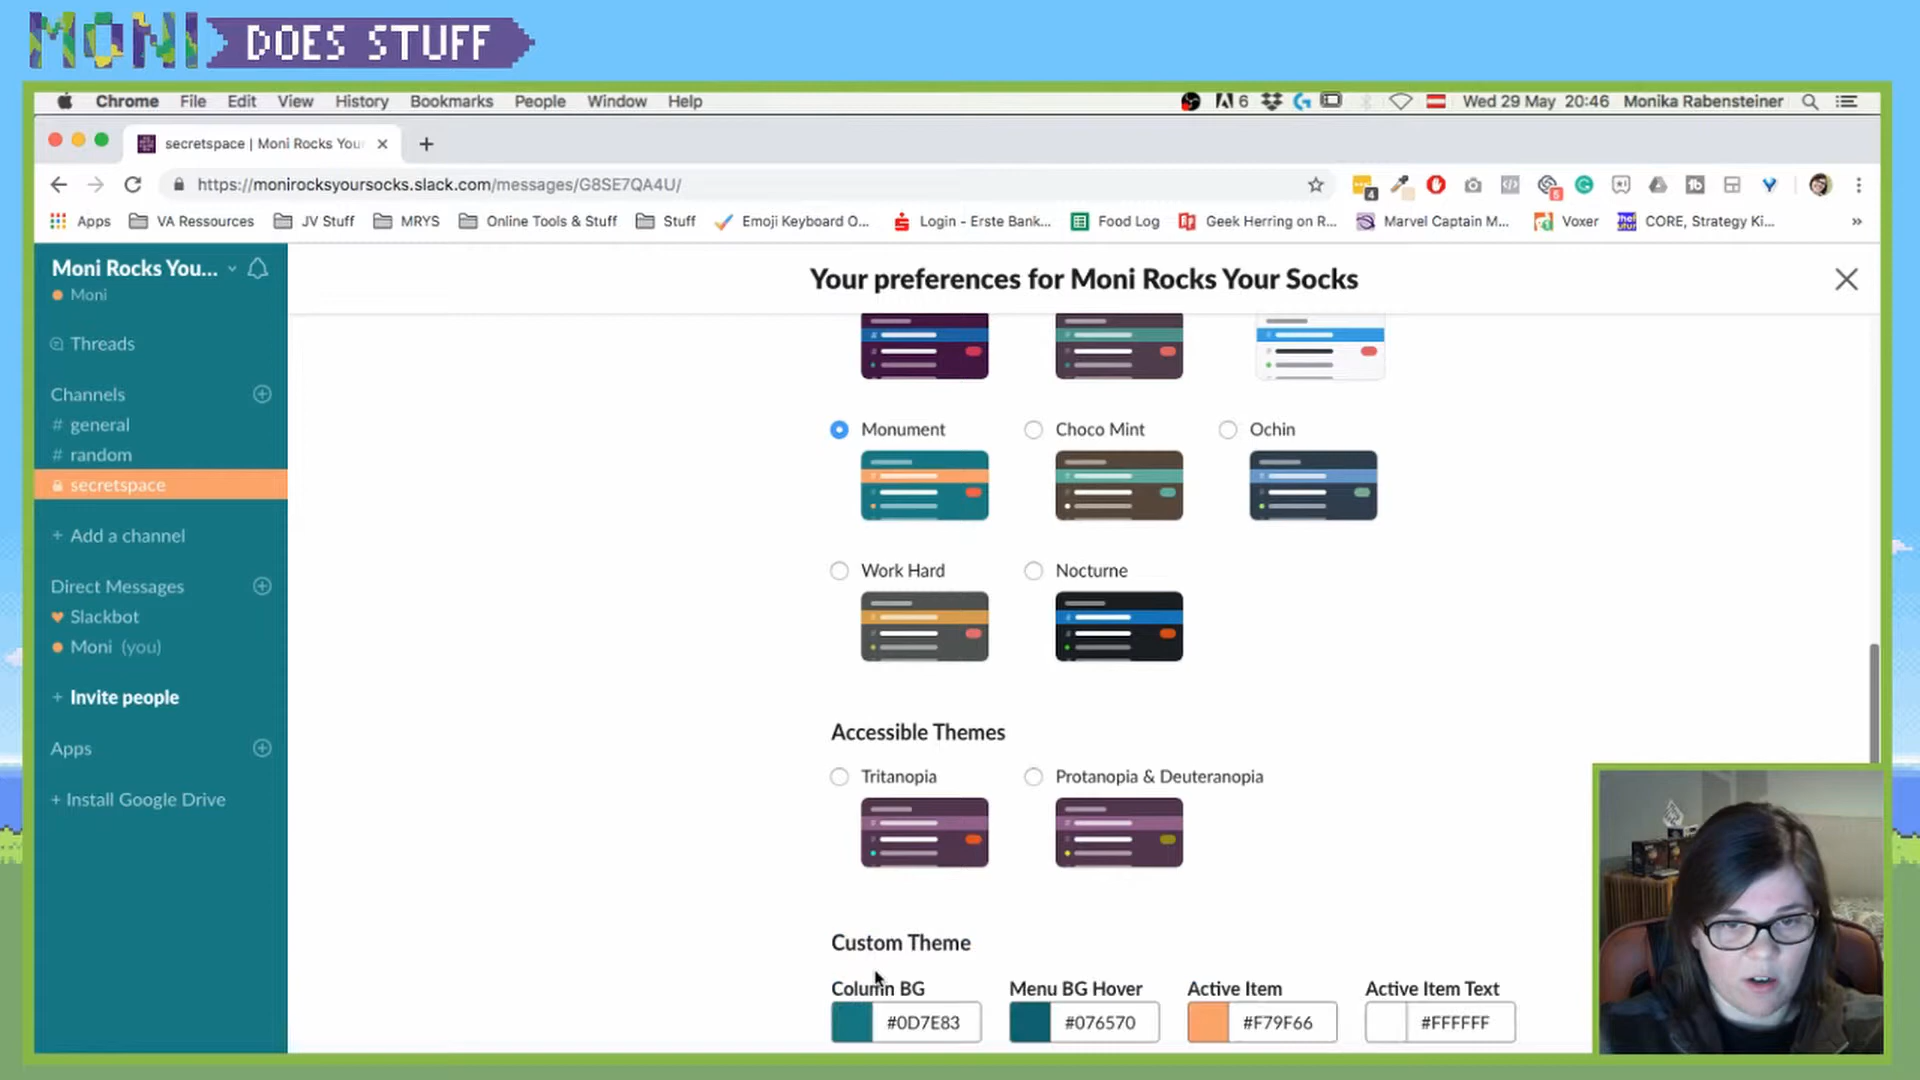 MONI DOES STUFF
Chrome File Edit View History Bookmarks People Window Help 6 Wed 29 May 20:46 Monika Rabensteiner
secretspace | Moni Rocks Your
https://monirocksyoursocks.slack.com/messages/G8SE7QA4U/ 4 5
Apps VA Ressources JV Stuff MRYS Online Tools & Stuff Stuff Emoji Keyboard O... Login - Erste Bank... Food Log Geek Herring on R... Marvel Captain M... Voxer CORE, Strategy Ki... »
Moni Rocks You...
Moni
Threads
Channels
# general
# random
secretspace
+ Add a channel
Direct Messages
Slackbot
Moni (you)
+ Invite people
Apps
+ Install Google Drive
Your preferences for Moni Rocks Your Socks
Monument Choco Mint Ochin
Work Hard Nocturne
Accessible Themes
Tritanopia Protanopia & Deuteranopia
Custom Theme
Column BG Menu BG Hover Active Item Active Item Text
#0D7E83 #076570 #F79F66 #FFFFFF